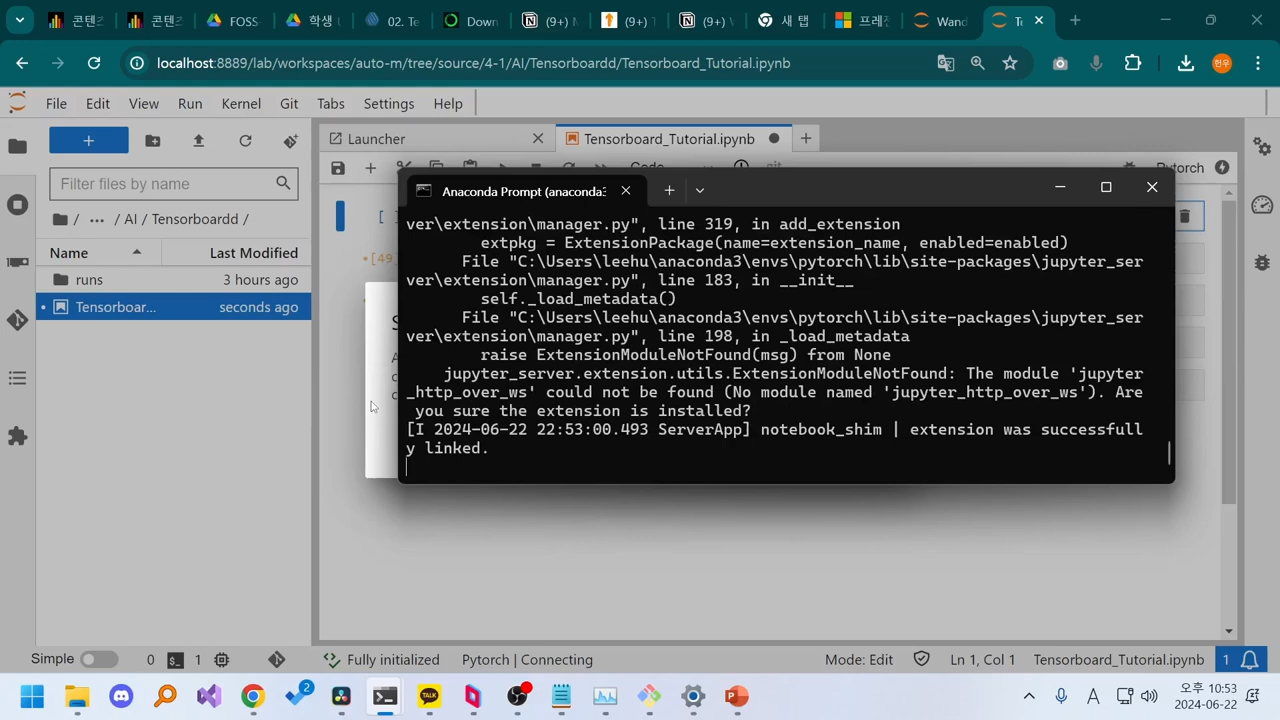 콘텐츠
콘텐츠
FOSS
학생
02. Te
Down
(9+)
(9+)
(9+)
새 탭
프레젠
Wand
localhost:8889/lab/workspaces/auto-m/tree/source/4-1/AI/Tensorboardd/Tensorboard_Tutorial.ipynb
현우
File Edit View Run Kernel Git Tabs Settings Help
Launcher
Tensorboard_Tutorial.ipynb
Filter files by name
Code
git
Pytorch
/ ··· / AI / Tensorboardd /
Name
Last Modified
runs
3 hours ago
Tensorboar...
seconds ago
[ ]
[49]
Anaconda Prompt (anaconda3
ver\extension\manager.py", line 319, in add_extension
extpkg = ExtensionPackage(name=extension_name, enabled=enabled)
File "C:\Users\leehu\anaconda3\envs\pytorch\lib\site-packages\jupyter_ser
ver\extension\manager.py", line 183, in __init__
self._load_metadata()
File "C:\Users\leehu\anaconda3\envs\pytorch\lib\site-packages\jupyter_ser
ver\extension\manager.py", line 198, in _load_metadata
raise ExtensionModuleNotFound(msg) from None
jupyter_server.extension.utils.ExtensionModuleNotFound: The module 'jupyter
_http_over_ws' could not be found (No module named 'jupyter_http_over_ws'). Are
you sure the extension is installed?
[I 2024-06-22 22:53:00.493 ServerApp] notebook_shim | extension was successfull
y linked.
Simple
0
1
Fully initialized
Pytorch | Connecting
Mode: Edit
Ln 1, Col 1
Tensorboard_Tutorial.ipynb
1
2
TALK
A
오후 10:53
2024-06-22